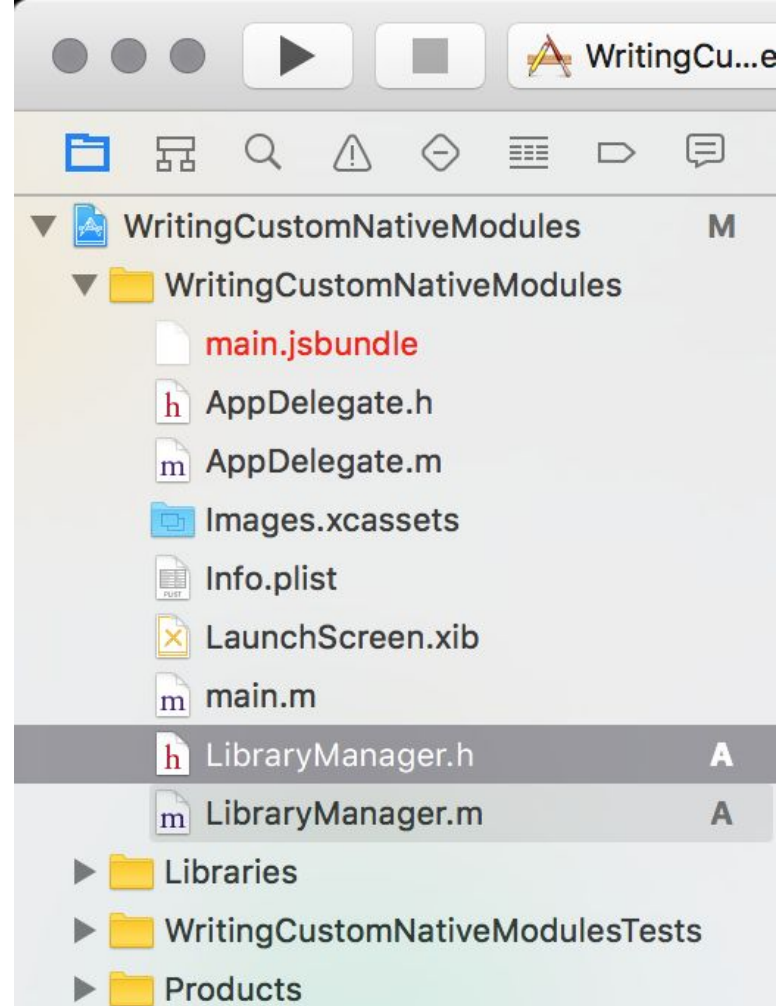 WritingCu...e
WritingCustomNativeModules M
WritingCustomNativeModules
main.jsbundle
h AppDelegate.h
m AppDelegate.m
Images.xcassets
PLIST Info.plist
LaunchScreen.xib
m main.m
h LibraryManager.h A
m LibraryManager.m A
Libraries
WritingCustomNativeModulesTests
Products